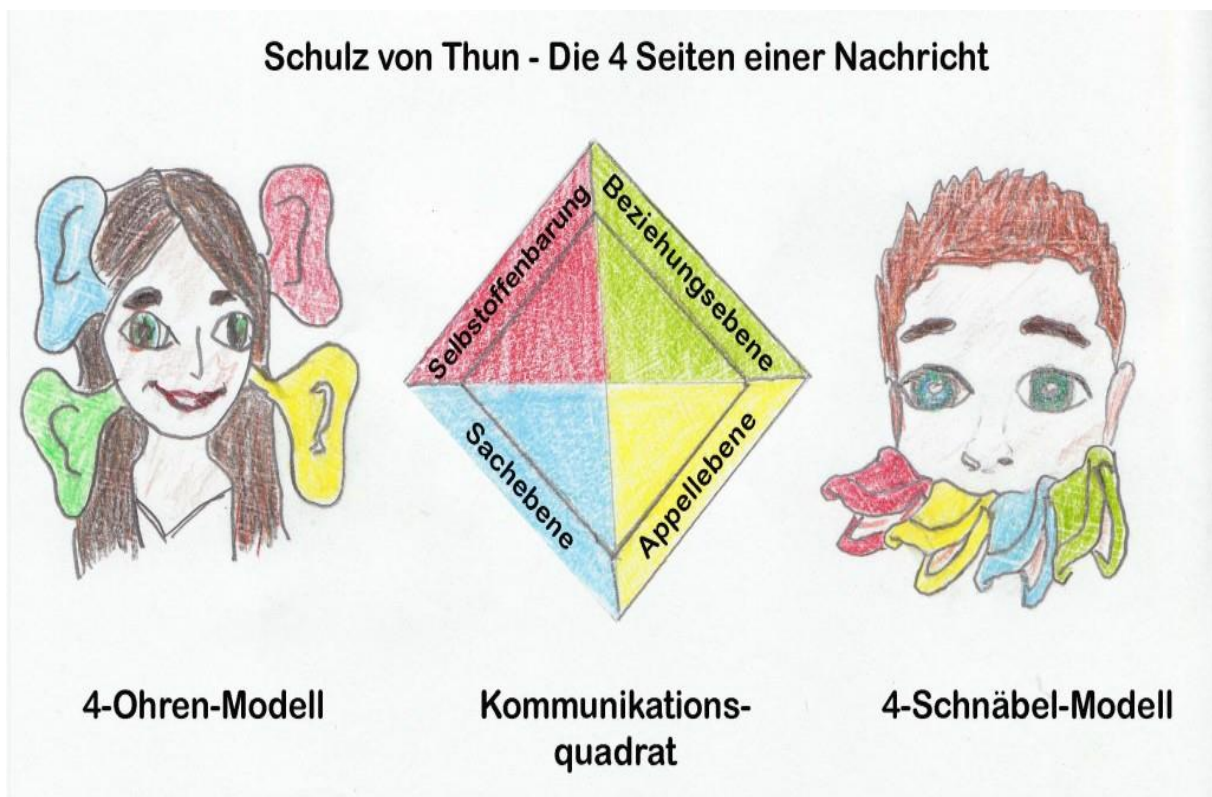 Schulz von Thun - Die 4 Seiten einer Nachricht
Selbstoffenbarung
Beziehungsebene
Sachebene
Appellebene
4-Ohren-Modell
Kommunikations-
quadrat
4-Schnäbel-Modell